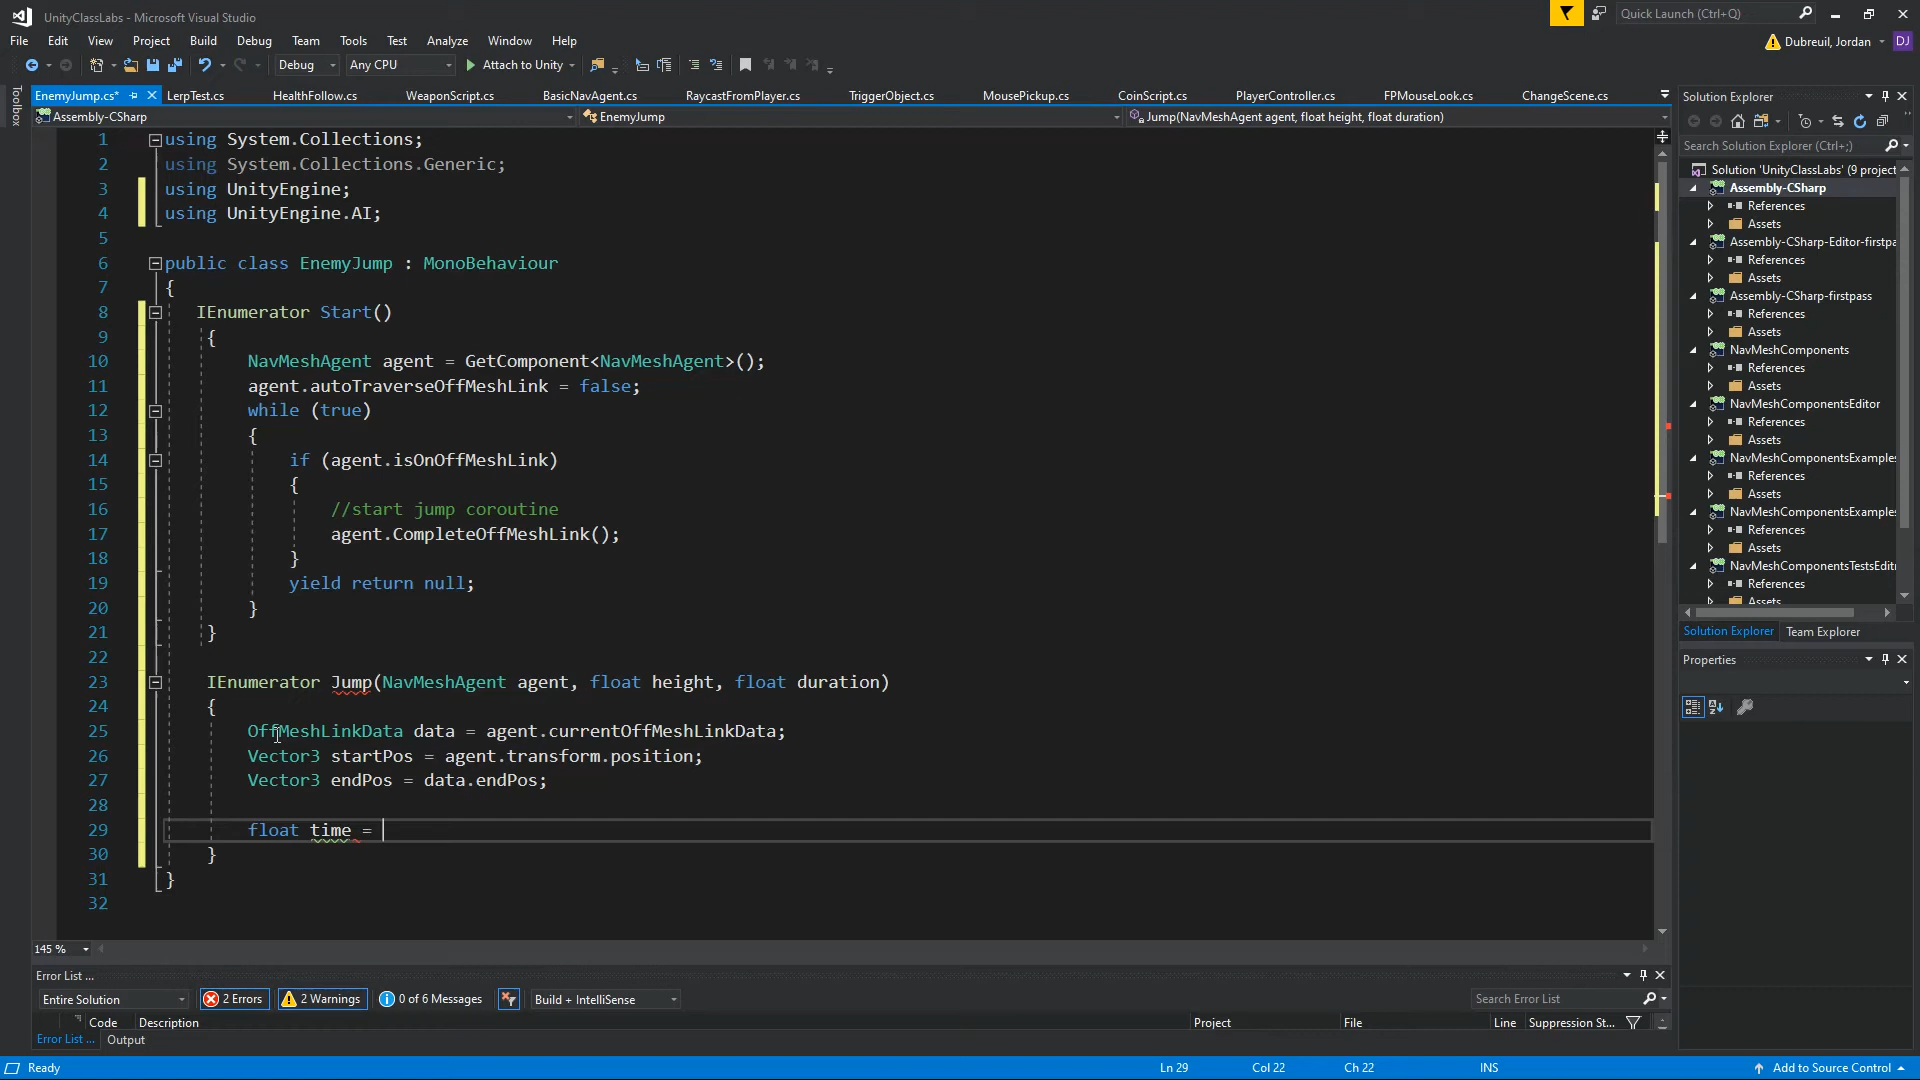 UnityClassLabs - Microsoft Visual Studio
Quick Launch (Ctrl+Q)
File Edit View Project Build Debug Team Tools Test Analyze Window Help
Dubreuil, Jordan DJ
Debug Any CPU Attach to Unity
Toolbox
EnemyJump.cs* LerpTest.cs HealthFollow.cs WeaponScript.cs BasicNavAgent.cs RaycastFromPlayer.cs TriggerObject.cs MousePickup.cs CoinScript.cs PlayerController.cs FPMouseLook.cs ChangeScene.cs
Assembly-CSharp EnemyJump Jump(NavMeshAgent agent, float height, float duration)
1 using System.Collections;
2 using System.Collections.Generic;
3 using UnityEngine;
4 using UnityEngine.AI;
5
6 public class EnemyJump : MonoBehaviour
7 {
8 IEnumerator Start()
9 {
10 NavMeshAgent agent = GetComponent<NavMeshAgent>();
11 agent.autoTraverseOffMeshLink = false;
12 while (true)
13 {
14 if (agent.isOnOffMeshLink)
15 {
16 //start jump coroutine
17 agent.CompleteOffMeshLink();
18 }
19 yield return null;
20 }
21 }
22
23 IEnumerator Jump(NavMeshAgent agent, float height, float duration)
24 {
25 OffMeshLinkData data = agent.currentOffMeshLinkData;
26 Vector3 startPos = agent.transform.position;
27 Vector3 endPos = data.endPos;
28
29 float time =
30 }
31 }
32
145 %
Solution Explorer
Search Solution Explorer (Ctrl+;)
Solution 'UnityClassLabs' (9 project
Assembly-CSharp
References
Assets
Assembly-CSharp-Editor-firstpa
References
Assets
Assembly-CSharp-firstpass
References
Assets
NavMeshComponents
References
Assets
NavMeshComponentsEditor
References
Assets
NavMeshComponentsExamples
References
Assets
NavMeshComponentsExamples
References
Assets
NavMeshComponentsTestsEdit
References
Assets
Solution Explorer Team Explorer
Properties
Error List ...
Entire Solution 2 Errors 2 Warnings 0 of 6 Messages Build + IntelliSense Search Error List
Code Description Project File Line Suppression St...
Error List ... Output
Ready Ln 29 Col 22 Ch 22 INS Add to Source Control